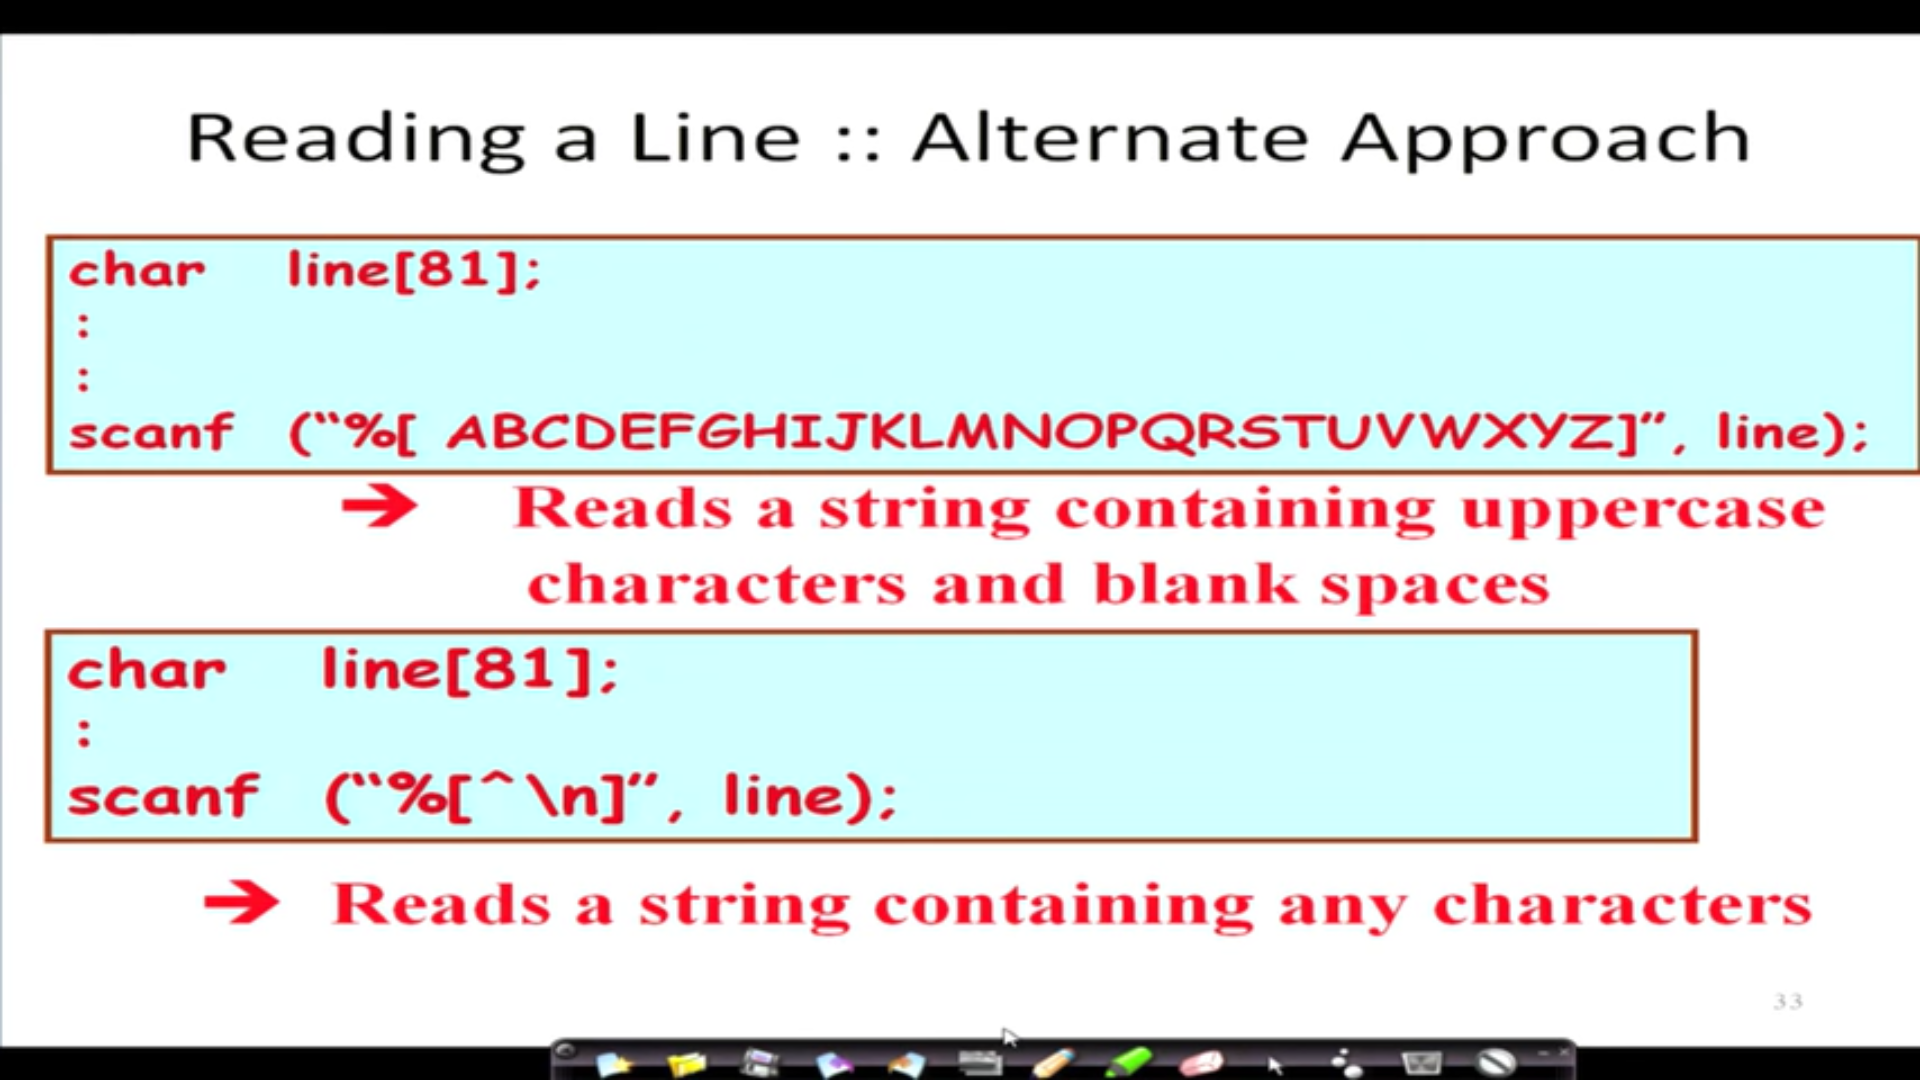 Reading a Line :: Alternate Approach
char line[81];
:
:
scanf (“%[ ABCDEFGHIJKLMNOPQRSTUVWXYZ]”, line);
➔ Reads a string containing uppercase
characters and blank spaces
char line[81];
:
scanf (“%[^\n]”, line);
➔ Reads a string containing any characters
33